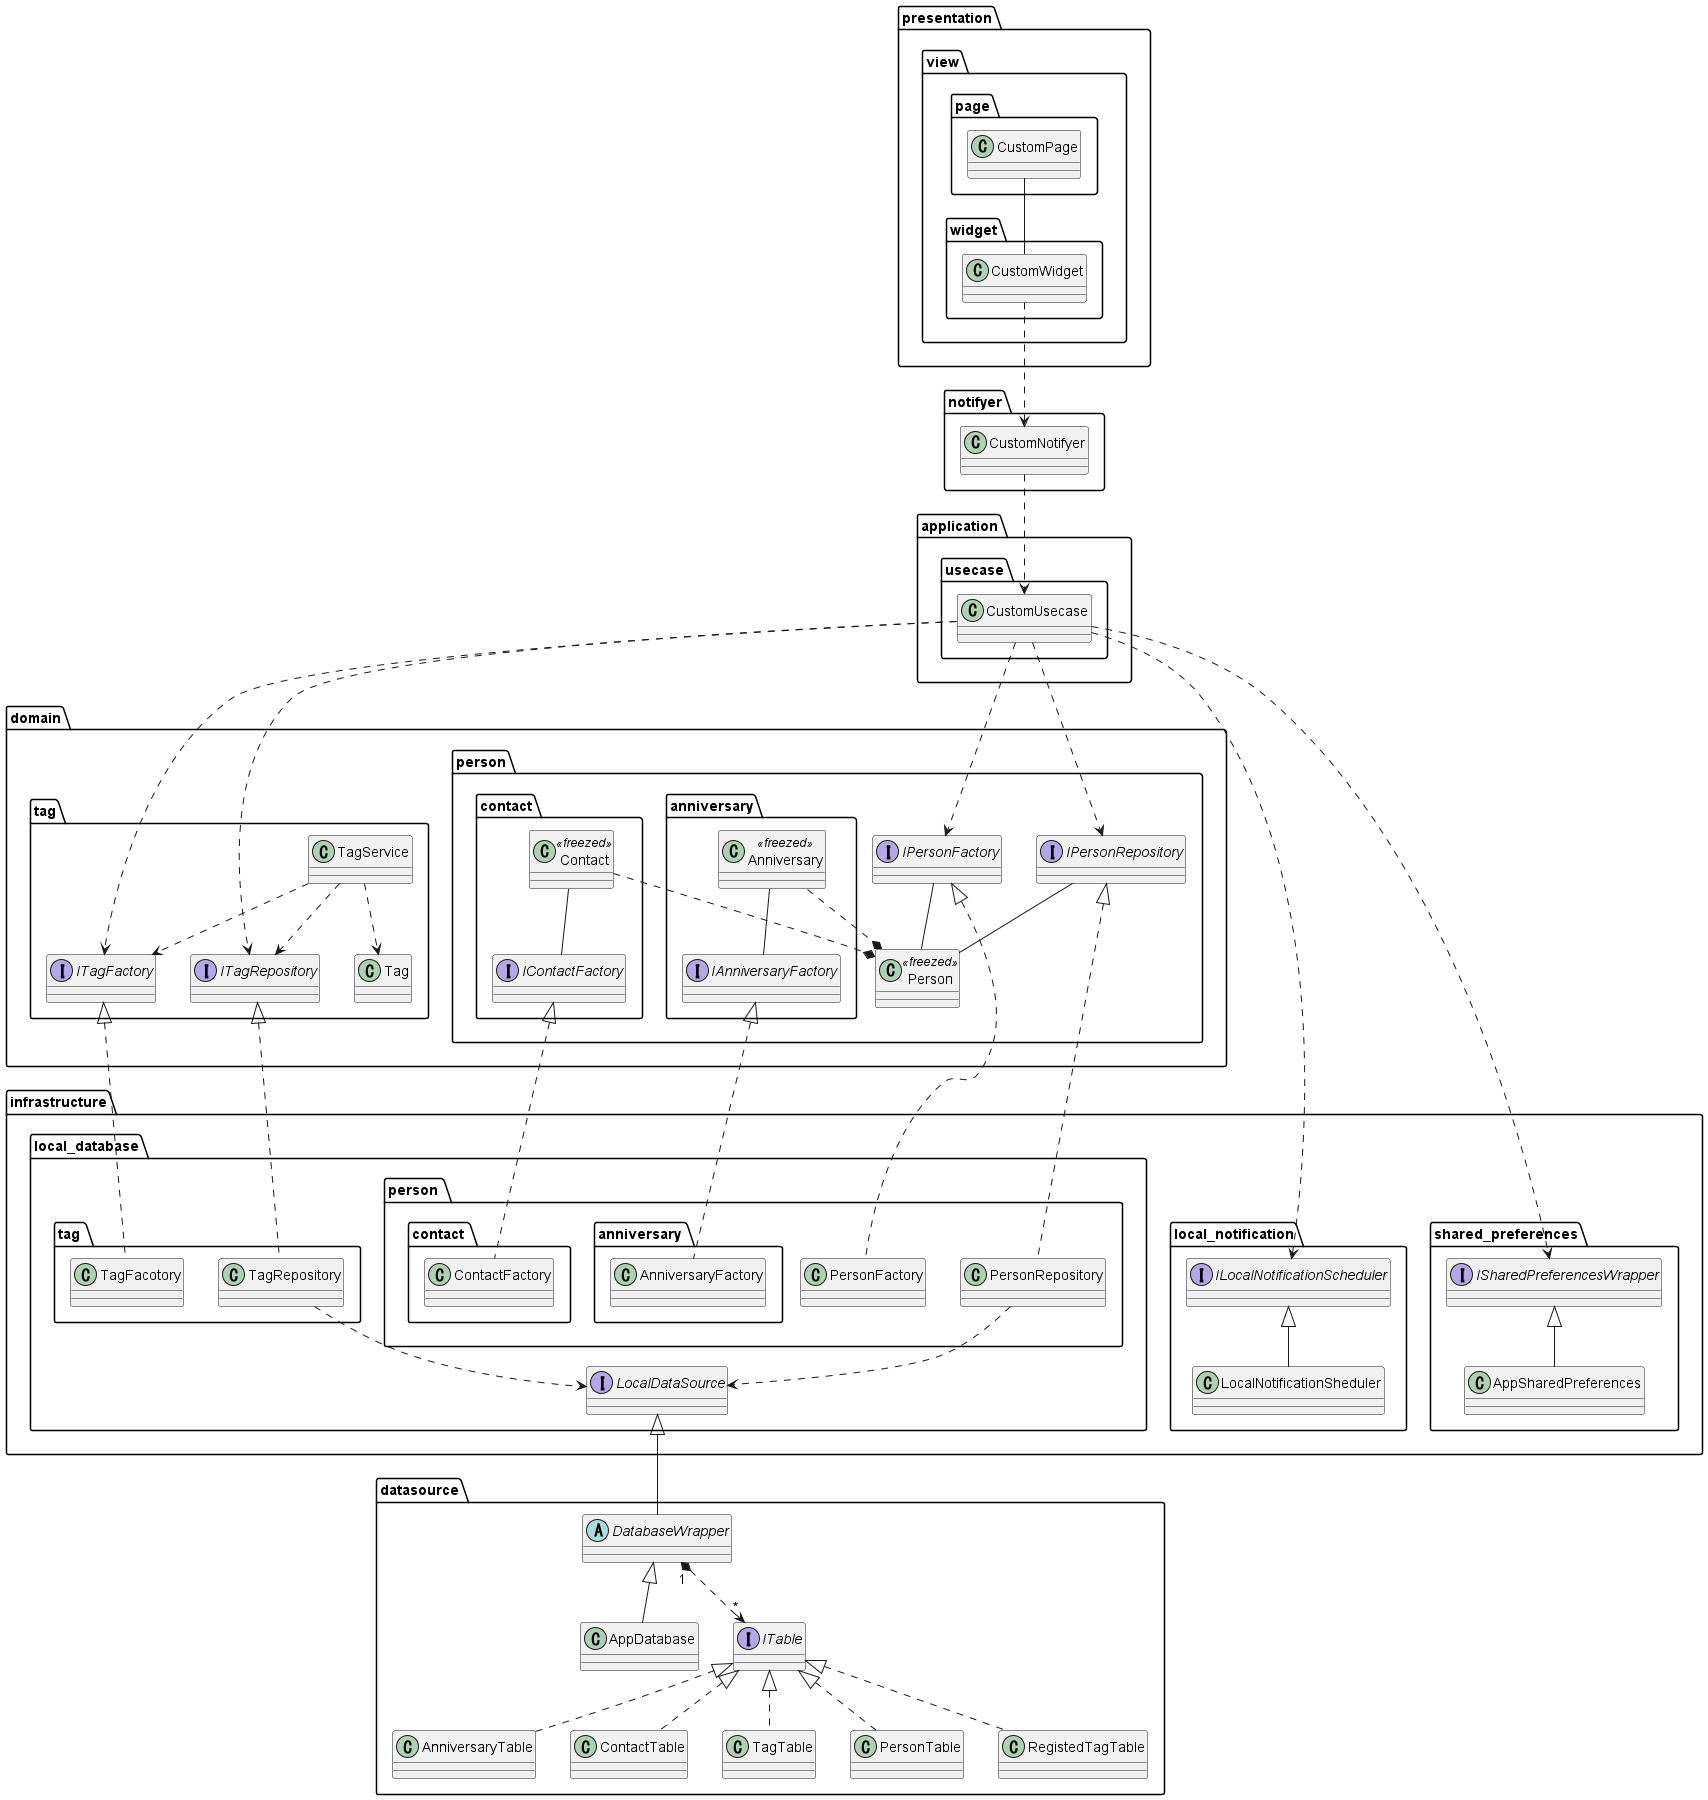 presentation
view
page
C CustomPage
widget
C CustomWidget
notifyer
C CustomNotifyer
application
usecase
C CustomUsecase
domain
person
contact
anniversary
tag
C «freezed»
Contact
C «freezed»
Anniversary
C TagService
I IPersonFactory
I IPersonRepository
I ITagFactory
I ITagRepository
C Tag
I IContactFactory
I IAnniversaryFactory
C «freezed»
Person
infrastructure
local_database
person
tag
contact
anniversary
local_notification
shared_preferences
C TagFacotory
C TagRepository
C ContactFactory
C AnniversaryFactory
C PersonFactory
C PersonRepository
I ILocalNotificationScheduler
I ISharedPreferencesWrapper
I LocalDataSource
C LocalNotificationSheduler
C AppSharedPreferences
datasource
A DatabaseWrapper
1
*
C AppDatabase
I ITable
C AnniversaryTable
C ContactTable
C TagTable
C PersonTable
C RegistedTagTable